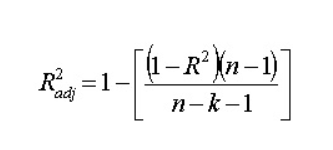 R²adj = 1 − [ (1 − R²)(n − 1) / n − k − 1 ]